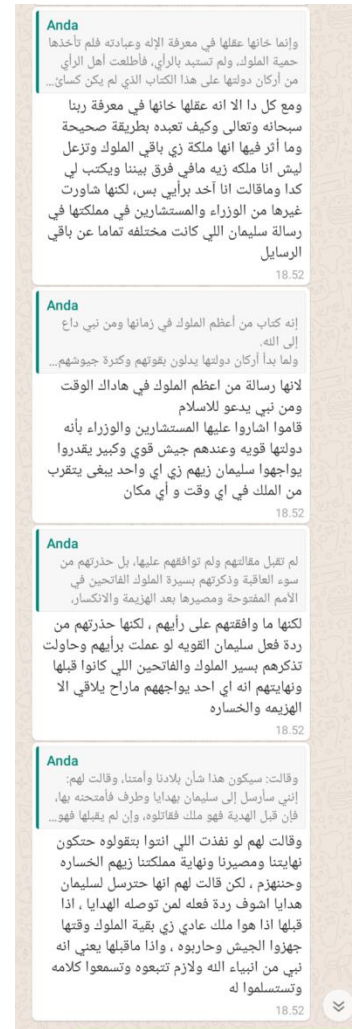 Anda
وإنما خانها عقلها في معرفة الإله وعبادته فلم تأخذها
حمية الملوك، ولم تستبد بالرأي، فأطلعت أهل الرأي
من أركان دولتها على هذا الكتاب الذي لم يكن كسائ...
ومع كل دا الا انه عقلها خانها في معرفة ربنا
سبحانه وتعالى وكيف تعبده بطريقة صحيحة
وما أثر فيها انها ملكة زي باقي الملوك وتزعل
ليش انا ملكه زيه مافي فرق بيننا ويكتب لي
كدا وماقالت انا آخد برأيي بس، لكنها شاورت
غيرها من الوزراء والمستشارين في مملكتها في
رسالة سليمان اللي كانت مختلفه تماما عن باقي
الرسايل
18.52
Anda
إنه كتاب من أعظم الملوك في زمانها ومن نبي داع
إلى الله.
ولما بدأ أركان دولتها يدلون بقوتهم وكثرة جيوشهم...
لانها رسالة من اعظم الملوك في هاداك الوقت
ومن نبي يدعو للاسلام
قاموا اشاروا عليها المستشارين والوزراء بأنه
دولتها قويه وعندهم جيش قوي وكبير يقدروا
يواجهوا سليمان زيهم زي اي واحد يبغى يتقرب
من الملك في اي وقت و أي مكان
18.52
Anda
لم تقبل مقالتهم ولم توافقهم عليها، بل حذرتهم من
سوء العاقبة وذكرتهم بسيرة الملوك الفاتحين في
الأمم المفتوحة ومصيرها بعد الهزيمة والانكسار،
لكنها ما وافقتهم على رأيهم ، لكنها حذرتهم من
ردة فعل سليمان القويه لو عملت برأيهم وحاولت
تذكرهم بسير الملوك والفاتحين اللي كانوا قبلها
ونهايتهم انه اي احد يواجههم ماراح يلاقي الا
الهزيمه والخساره
18.52
Anda
وقالت: سيكون هذا شأن بلادنا وأمتنا، وقالت لهم:
إنني سأرسل إلى سليمان بهدايا وطرف فأمتحنه بها،
فإن قبل الهدية فهو ملك فقاتلوه، وإن لم يقبلها فهو...
وقالت لهم لو نفذت اللي انتوا بتقولوه حتكون
نهايتنا ومصيرنا ونهاية مملكتنا زيهم الخساره
وحننهزم ، لكن قالت لهم انها حترسل لسليمان
هدايا اشوف ردة فعله لمن توصله الهدايا ، اذا
قبلها اذا هوا ملك عادي زي بقية الملوك وقتها
جهزوا الجيش وحاربوه ، واذا ماقبلها يعني انه
نبي من انبياء الله ولازم تتبعوه وتسمعوا كلامه
وتستسلموا له
18.52